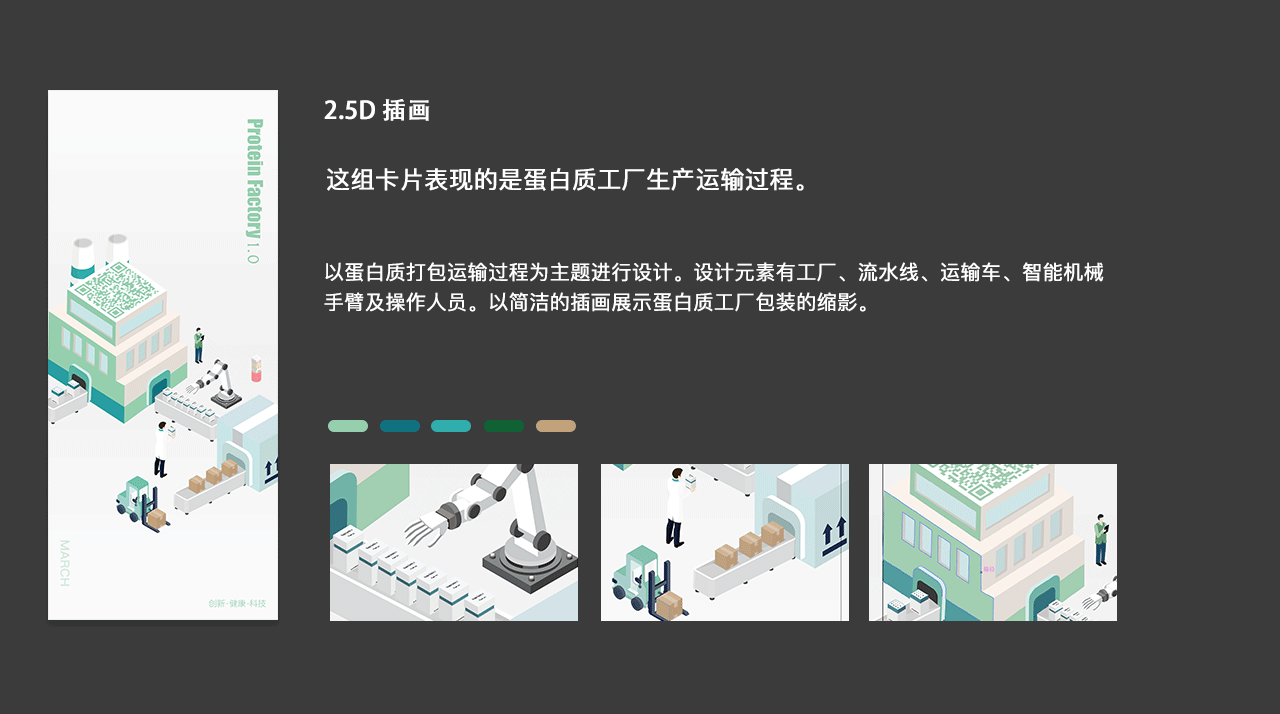 Protein Factory 1.0
MARCH
创新·健康·科技
2.5D 插画
这组卡片表现的是蛋白质工厂生产运输过程。
以蛋白质打包运输过程为主题进行设计。设计元素有工厂、流水线、运输车、智能机械
手臂及操作人员。以简洁的插画展示蛋白质工厂包装的缩影。